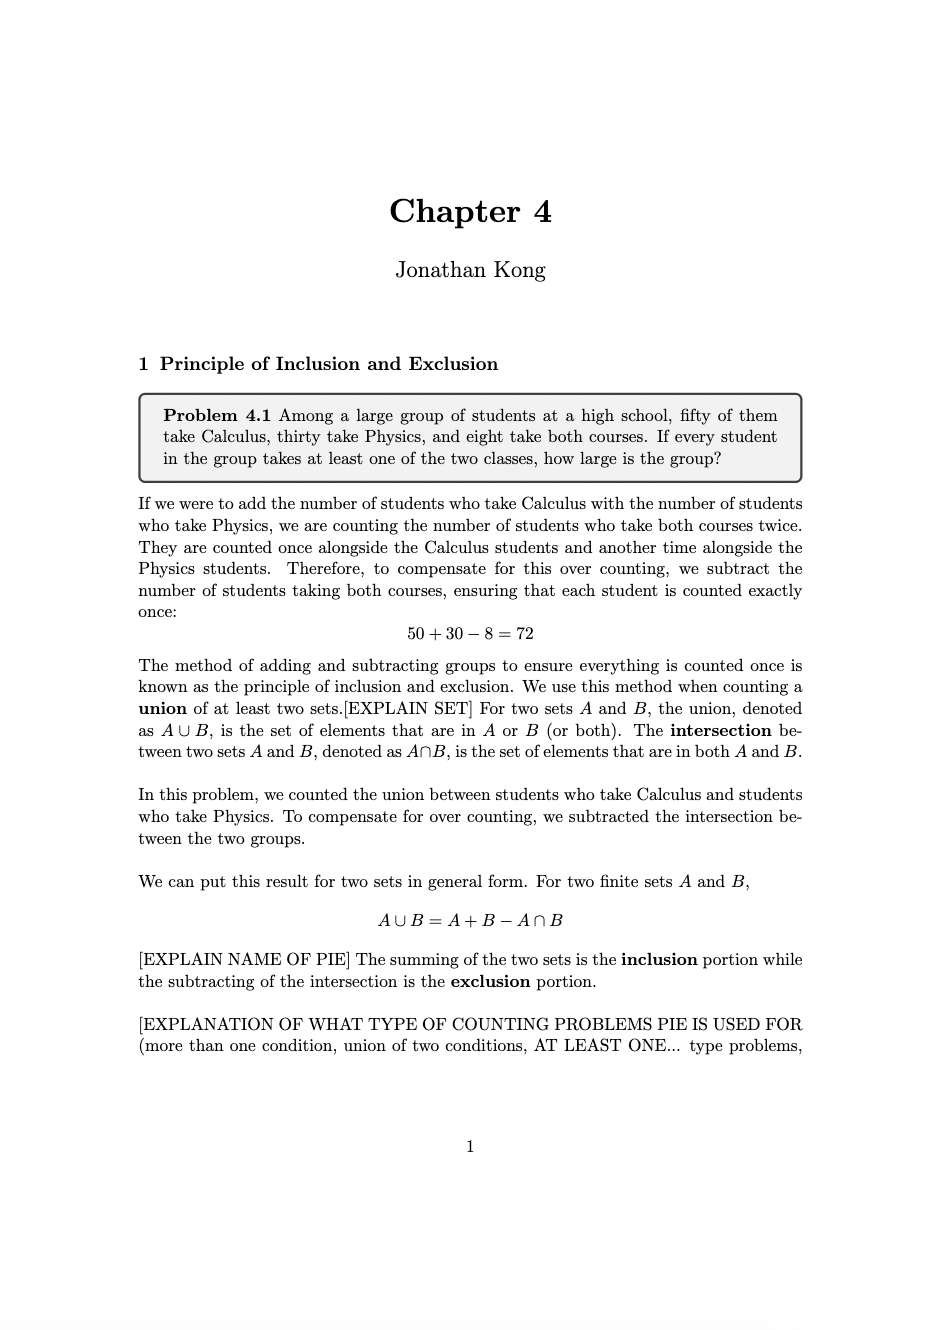 Chapter 4
Jonathan Kong
1 Principle of Inclusion and Exclusion
Problem 4.1 Among a large group of students at a high school, fifty of them
take Calculus, thirty take Physics, and eight take both courses. If every student
in the group takes at least one of the two classes, how large is the group?
If we were to add the number of students who take Calculus with the number of students
who take Physics, we are counting the number of students who take both courses twice.
They are counted once alongside the Calculus students and another time alongside the
Physics students. Therefore, to compensate for this over counting, we subtract the
number of students taking both courses, ensuring that each student is counted exactly
once:
50 + 30 − 8 = 72
The method of adding and subtracting groups to ensure everything is counted once is
known as the principle of inclusion and exclusion. We use this method when counting a
union of at least two sets.[EXPLAIN SET] For two sets A and B, the union, denoted
as A ∪ B, is the set of elements that are in A or B (or both). The intersection be-
tween two sets A and B, denoted as A∩B, is the set of elements that are in both A and B.
In this problem, we counted the union between students who take Calculus and students
who take Physics. To compensate for over counting, we subtracted the intersection be-
tween the two groups.
We can put this result for two sets in general form. For two finite sets A and B,
A ∪ B = A + B − A ∩ B
[EXPLAIN NAME OF PIE] The summing of the two sets is the inclusion portion while
the subtracting of the intersection is the exclusion portion.
[EXPLANATION OF WHAT TYPE OF COUNTING PROBLEMS PIE IS USED FOR
(more than one condition, union of two conditions, AT LEAST ONE... type problems,
1